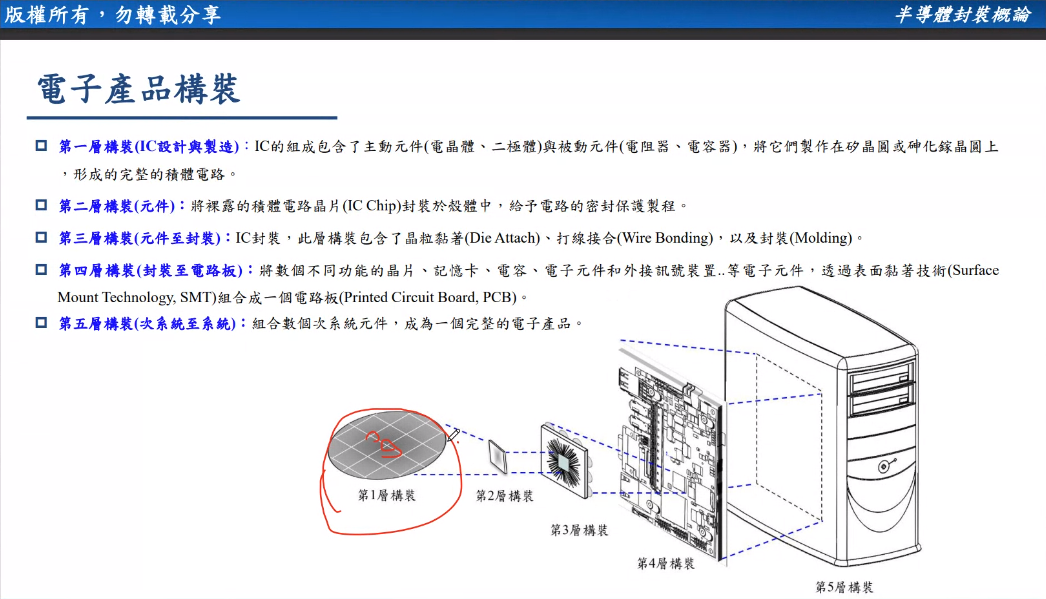 版權所有，勿轉載分享
半導體封裝概論
電子產品構裝
第一層構裝(IC設計與製造)：IC的組成包含了主動元件(電晶體、二極體)與被動元件(電阻器、電容器)，將它們製作在矽晶圓或砷化鎵晶圓上
，形成的完整的積體電路。
第二層構裝(元件)：將裸露的積體電路晶片(IC Chip)封裝於殼體中，給予電路的密封保護製程。
第三層構裝(元件至封裝)：IC封裝，此層構裝包含了晶粒黏著(Die Attach)、打線接合(Wire Bonding)，以及封裝(Molding)。
第四層構裝(封裝至電路板)：將數個不同功能的晶片、記憶卡、電容、電子元件和外接訊號裝置..等電子元件，透過表面黏著技術(Surface
Mount Technology, SMT)組合成一個電路板(Printed Circuit Board, PCB)。
第五層構裝(次系統至系統)：組合數個次系統元件，成為一個完整的電子產品。
第1層構裝
第2層構裝
第3層構裝
第4層構裝
第5層構裝